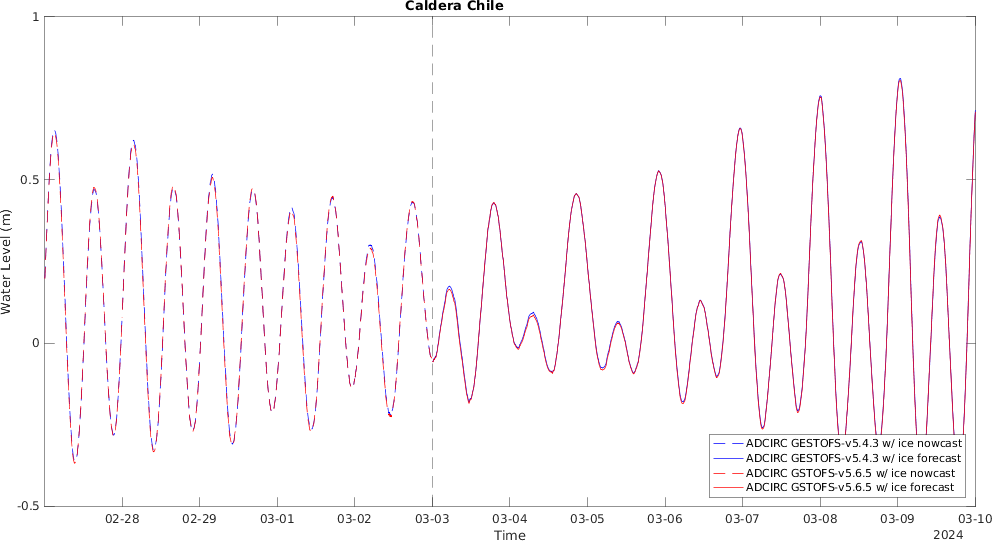 Caldera Chile
1
0.5
0
-0.5
Water Level (m)
02-28 02-29 03-01 03-02 03-03 03-04 03-05 03-06 03-07 03-08 03-09 03-10
Time
2024
ADCIRC GESTOFS-v5.4.3 w/ ice nowcast
ADCIRC GESTOFS-v5.4.3 w/ ice forecast
ADCIRC GSTOFS-v5.6.5 w/ ice nowcast
ADCIRC GSTOFS-v5.6.5 w/ ice forecast